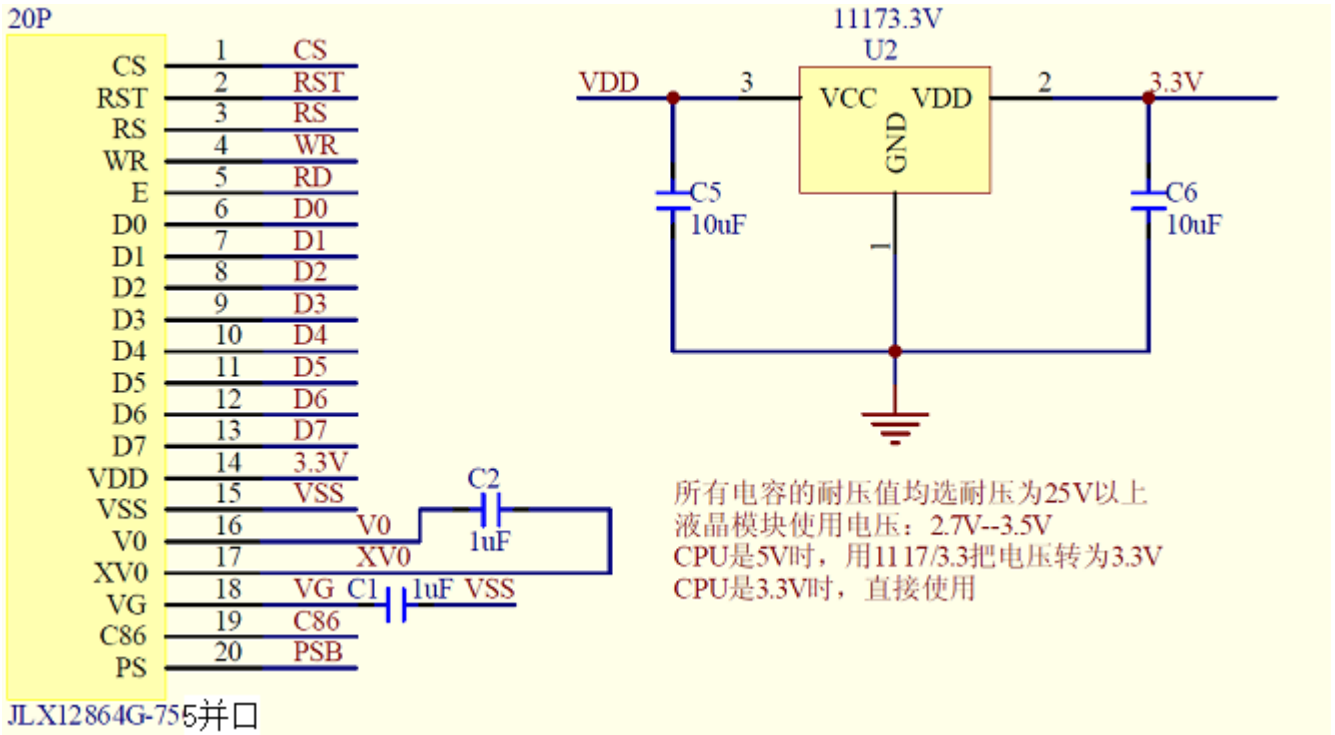 20P
CS 1 CS
RST 2 RST
RS 3 RS
WR 4 WR
E 5 RD
D0 6 D0
D1 7 D1
D2 8 D2
D3 9 D3
D4 10 D4
D5 11 D5
D6 12 D6
D7 13 D7
VDD 14 3.3V
VSS 15 VSS
V0 16 V0
XV0 17 XV0
VG 18 VG C1 1uF VSS
C86 19 C86
PS 20 PSB
C2
1uF
JLX12864G-755并口
11173.3V
U2
VDD 3 VCC VDD 2 3.3V
GND
1
C5
10uF
C6
10uF
所有电容的耐压值均选耐压为25V以上
液晶模块使用电压：2.7V--3.5V
CPU是5V时，用1117/3.3把电压转为3.3V
CPU是3.3V时，直接使用